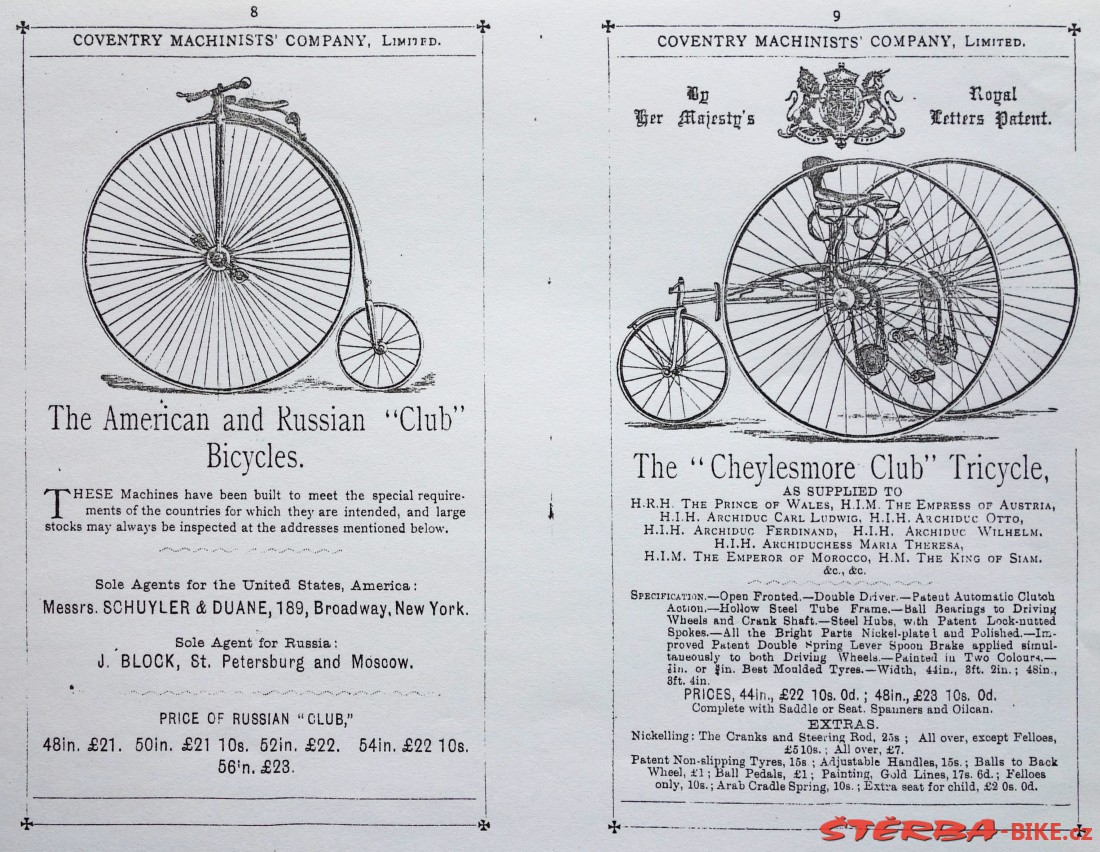 8
COVENTRY MACHINISTS' COMPANY, LIMITED.
The American and Russian "Club"
Bicycles.
THESE Machines have been built to meet the special require-
ments of the countries for which they are intended, and large
stocks may always be inspected at the addresses mentioned below.
Sole Agents for the United States, America:
Messrs. SCHUYLER & DUANE, 189, Broadway, New York.
Sole Agent for Russia:
J. BLOCK, St. Petersburg and Moscow.
PRICE OF RUSSIAN "CLUB,"
48in. £21. 50in. £21 10s. 52in. £22. 54in. £22 10s.
56in. £23.
9
COVENTRY MACHINISTS' COMPANY, LIMITED.
By Royal
Her Majesty's Letters Patent.
The "Cheylesmore Club" Tricycle,
AS SUPPLIED TO
H.R.H. THE PRINCE OF WALES, H.I.M. THE EMPRESS OF AUSTRIA,
H.I.H. ARCHIDUC CARL LUDWIG, H.I.H. ARCHIDUC OTTO,
H.I.H. ARCHIDUC FERDINAND, H.I.H. ARCHIDUC WILHELM,
H.I.H. ARCHIDUCHESS MARIA THERESA,
H.I.M. THE EMPEROR OF MOROCCO, H.M. THE KING OF SIAM.
&c., &c.
SPECIFICATION.—Open Fronted.—Double Driver.—Patent Automatic Clutch
Action.—Hollow Steel Tube Frame.—Ball Bearings to Driving
Wheels and Crank Shaft.—Steel Hubs, with Patent Lock-nutted
Spokes.—All the Bright Parts Nickel-plated and Polished.—Im-
proved Patent Double Spring Lever Spoon Brake applied simul-
taneously to both Driving Wheels.—Painted in Two Colours.—
in. or in. Best Moulded Tyres.—Width, 44in., 3ft. 2in.; 48in.,
3ft. 4in.
PRICES, 44in., £22 10s. 0d.; 48in., £23 10s. 0d.
Complete with Saddle or Seat, Spanners and Oilcan.
EXTRAS.
Nickelling: The Cranks and Steering Rod, 25s; All over, except Felloes,
£5 10s.; All over, £7.
Patent Non-slipping Tyres, 15s; Adjustable Handles, 15s.; Balls to Back
Wheel, £1; Ball Pedals, £1; Painting, Gold Lines, 17s. 6d.; Felloes
only, 10s.; Arab Cradle Spring, 10s.; Extra seat for child, £2 0s. 0d.
ŠTĚRBA-BIKE.cz